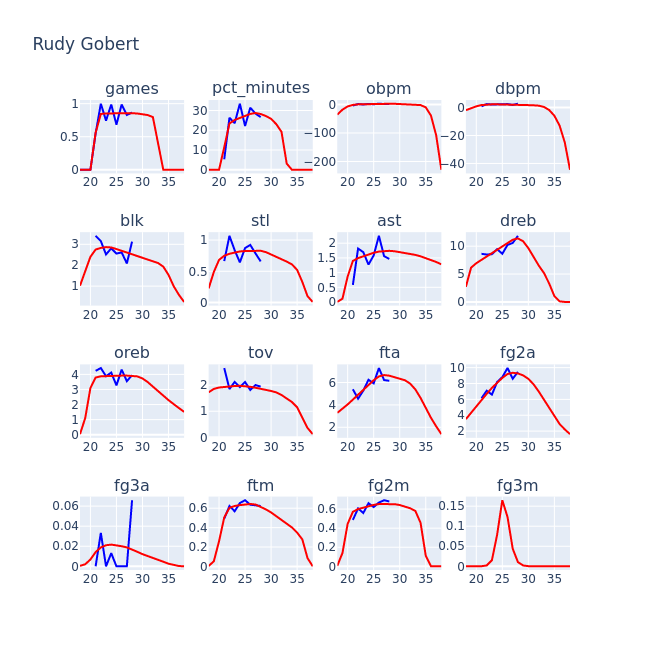 Rudy Gobert
games
pct_minutes
obpm
dbpm
1
0.5
0
20 25 30 35
30
20
10
0
20 25 30 35
0
−100
−200
20 25 30 35
0
−20
−40
20 25 30 35
blk
stl
ast
dreb
3
2
1
20 25 30 35
1
0.5
0
20 25 30 35
2
1.5
1
0.5
0
20 25 30 35
10
5
0
20 25 30 35
oreb
tov
fta
fg2a
4
3
2
1
0
20 25 30 35
2
1
0
20 25 30 35
6
4
2
20 25 30 35
10
8
6
4
2
20 25 30 35
fg3a
ftm
fg2m
fg3m
0.06
0.04
0.02
0
20 25 30 35
0.6
0.4
0.2
0
20 25 30 35
0.6
0.4
0.2
0
20 25 30 35
0.15
0.1
0.05
0
20 25 30 35